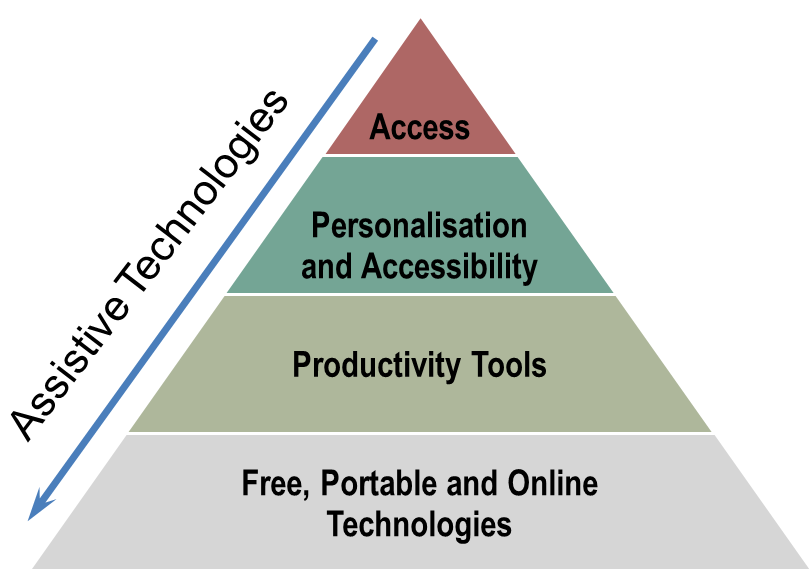 Assistive Technologies
Access
Personalisation
and Accessibility
Productivity Tools
Free, Portable and Online
Technologies